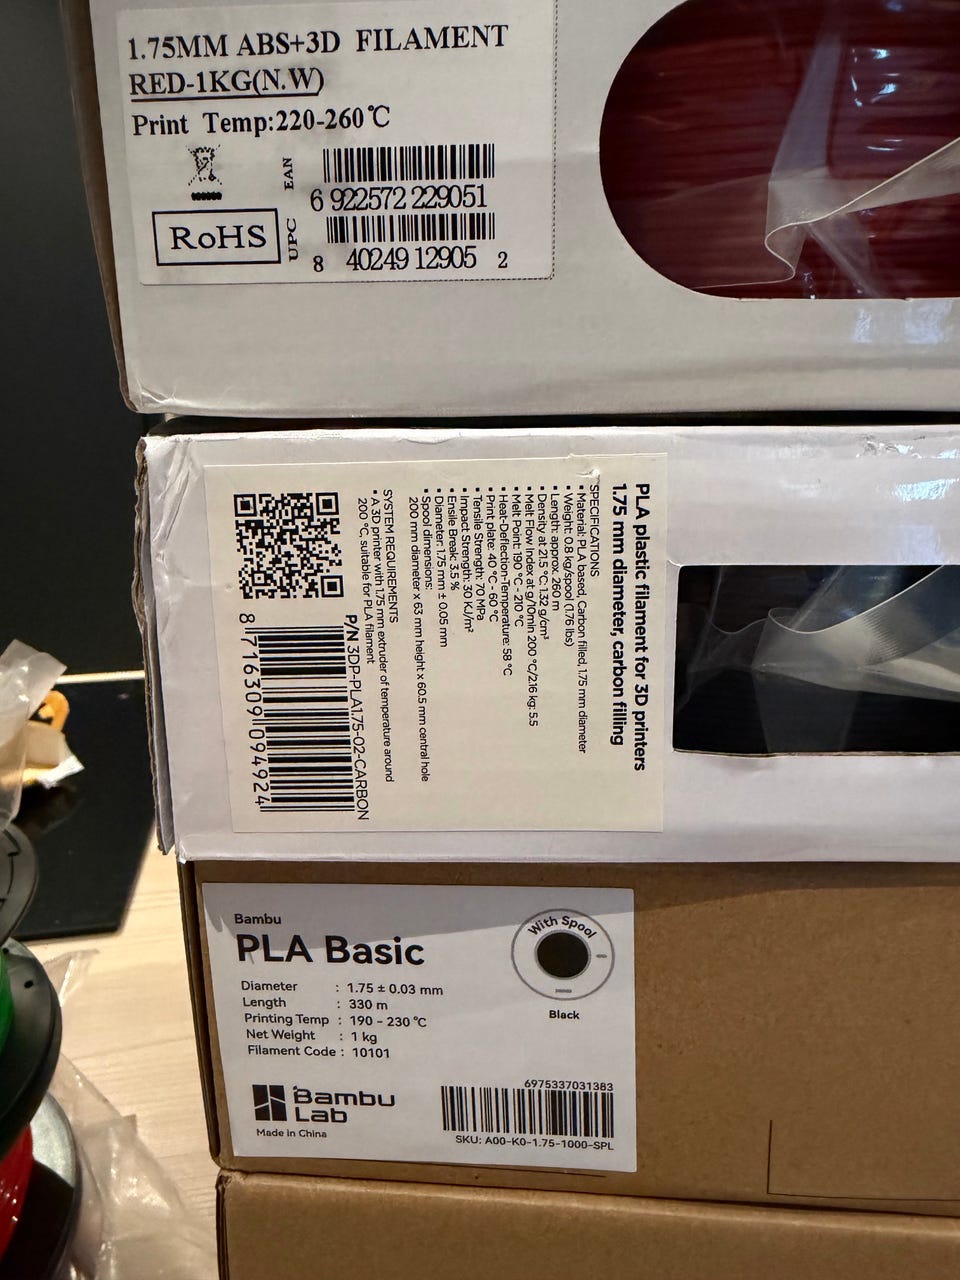 1.75MM ABS+3D FILAMENT
RED-1KG(N.W)
Print Temp:220-260℃
EAN
6 922572 229051
RoHS
UPC
8 40249 12905 2
PLA plastic filament for 3D printers
1.75 mm diameter, carbon filling
SPECIFICATIONS
• Material: PLA based, Carbon filled, 1.75 mm diameter
• Weight: 0.8 kg/spool (1.76 lbs)
• Length: approx. 260 m
• Density at 21.5 °C: 1.32 g/cm³
• Melt Flow Index at g/10min 200 °C/2.16 kg: 5.5
• Melt Point: 190 °C - 210 °C
• Heat-Deflection-Temperature: 58 °C
• Print plate: 40 °C - 60 °C
• Tensile Strength: 70 MPa
• Impact Strength: 30 KJ/m²
• Ensile Break: 3.5 %
• Diameter: 1.75 mm ± 0.05 mm
• Spool dimensions:
200 mm diameter x 63 mm height x 60.5 mm central hole
SYSTEM REQUIREMENTS
• A 3D printer with 1.75 mm extruder of temperature around
200 °C, suitable for PLA filament
P/N 3DP-PLA1.75-02-CARBON
8 716309 094924
Bambu
PLA Basic
With Spool
Black
Diameter : 1.75 ± 0.03 mm
Length : 330 m
Printing Temp : 190 - 230 °C
Net Weight : 1 kg
Filament Code : 10101
Bambu
Lab
Made in China
6975337031383
SKU: A00-K0-1.75-1000-SPL